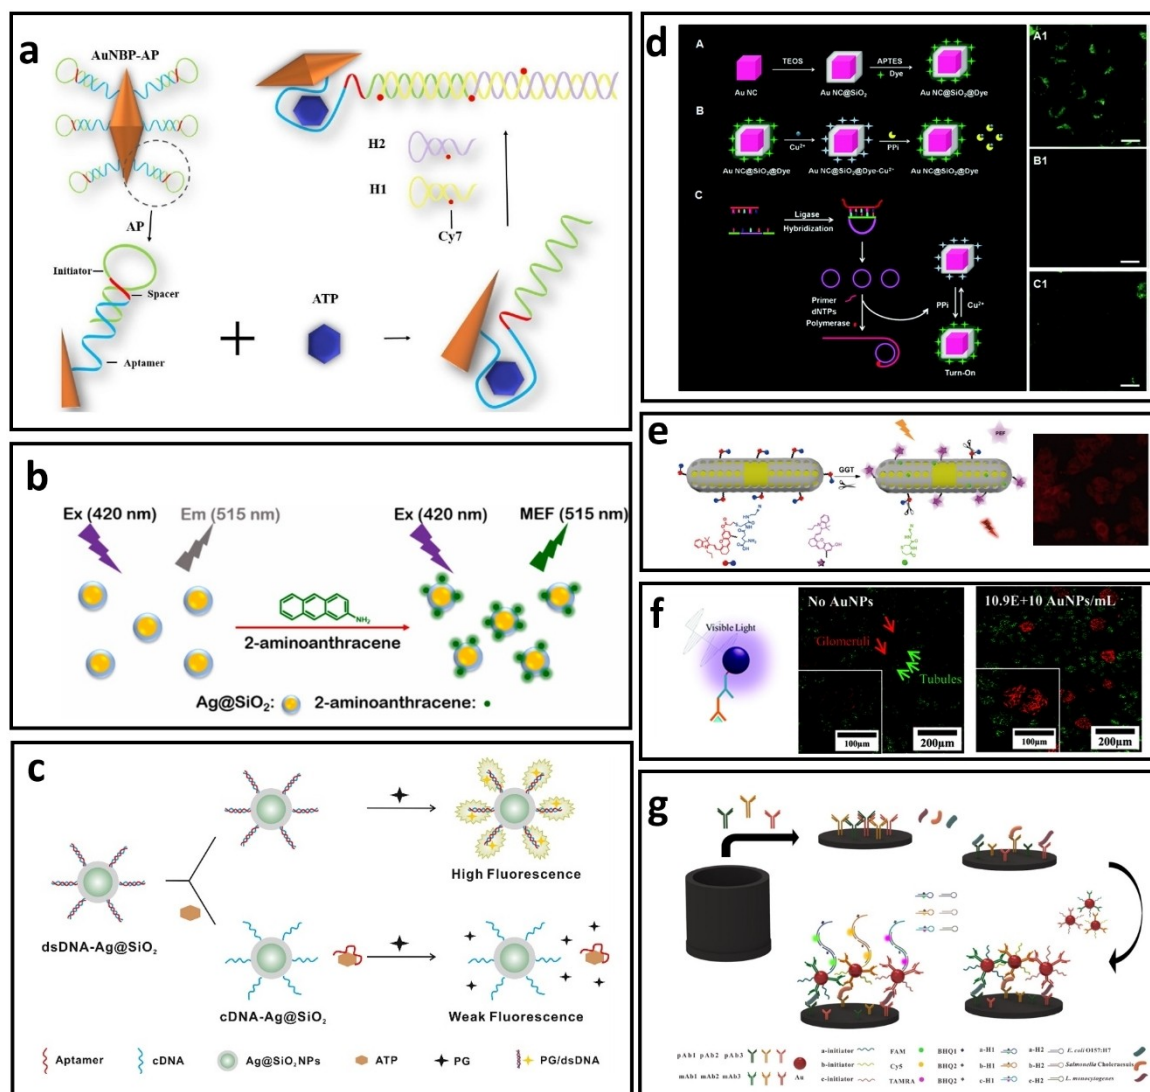 a
AuNBP-AP
AP
Initiator
Spacer
Aptamer
ATP
H2
H1
Cy7
b
Ex (420 nm)
Em (515 nm)
Ex (420 nm)
MEF (515 nm)
NH₂
2-aminoanthracene
Ag@SiO₂:
2-aminoanthracene:
c
dsDNA-Ag@SiO₂
High Fluorescence
cDNA-Ag@SiO₂
Weak Fluorescence
Aptamer
cDNA
Ag@SiO₂NPs
ATP
PG
PG/dsDNA
d
A
TEOS
APTES
Dye
Au NC
Au NC@SiO₂
Au NC@SiO₂@Dye
B
Cu²⁺
PPi
Au NC@SiO₂@Dye
Au NC@SiO₂@Dye-Cu²⁺
Au NC@SiO₂@Dye
C
Ligase
Hybridization
Primer
dNTPs
Polymerase
PPi
Cu²⁺
Turn-On
A1
B1
C1
e
GGT
PEF
f
Visible Light
No AuNPs
Glomeruli
Tubules
100µm
200µm
10.9E+10 AuNPs/mL
100µm
200µm
g
pAb1 pAb2 pAb3
mAb1 mAb2 mAb3
Au
a-initiator
b-initiator
c-initiator
FAM
Cy5
TAMRA
BHQ1
BHQ2
BHQ2
a-H1
b-H1
c-H1
a-H2
b-H2
c-H2
E. coli O157:H7
Salmonella Choleraesuis
L. monocytogenes